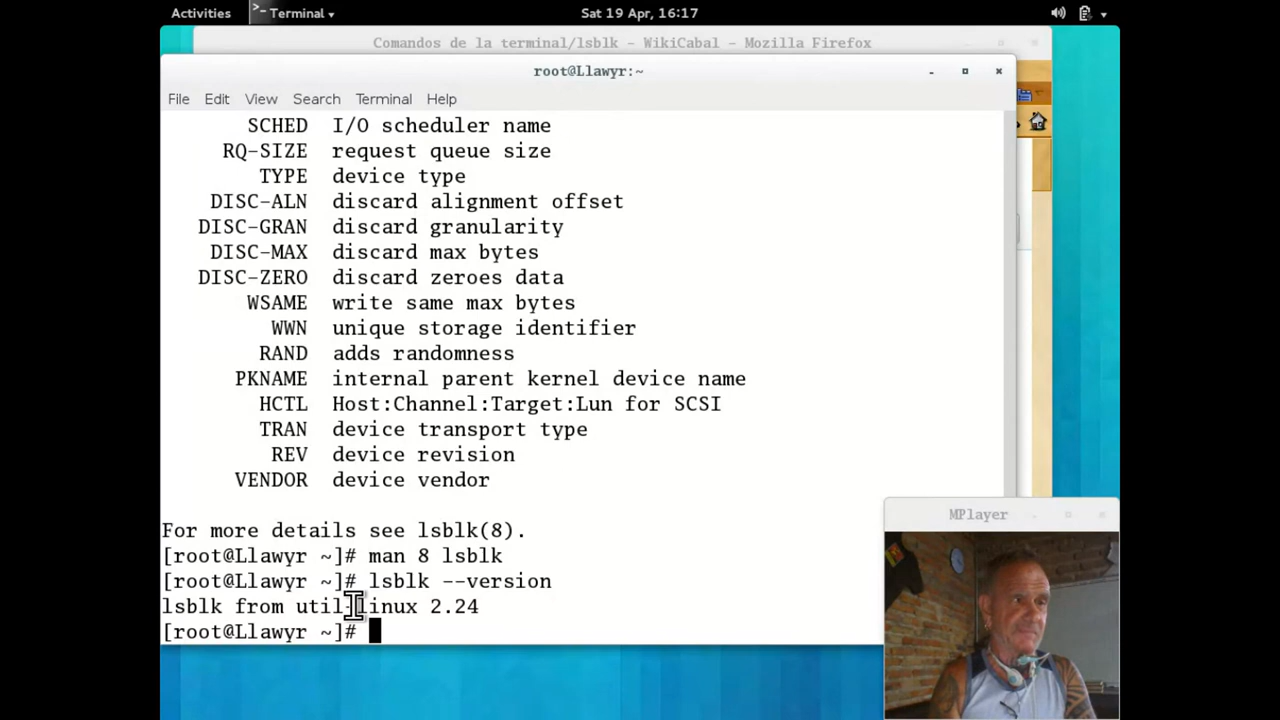 Activities
Terminal
Sat 19 Apr, 16:17
Comandos de la terminal/lsblk - WikiCabal - Mozilla Firefox
root@Llawyr:~
File Edit View Search Terminal Help
SCHED I/O scheduler name
RQ-SIZE request queue size
TYPE device type
DISC-ALN discard alignment offset
DISC-GRAN discard granularity
DISC-MAX discard max bytes
DISC-ZERO discard zeroes data
WSAME write same max bytes
WWN unique storage identifier
RAND adds randomness
PKNAME internal parent kernel device name
HCTL Host:Channel:Target:Lun for SCSI
TRAN device transport type
REV device revision
VENDOR device vendor
For more details see lsblk(8).
[root@Llawyr ~]# man 8 lsblk
[root@Llawyr ~]# lsblk --version
lsblk from util-linux 2.24
[root@Llawyr ~]#
MPlayer